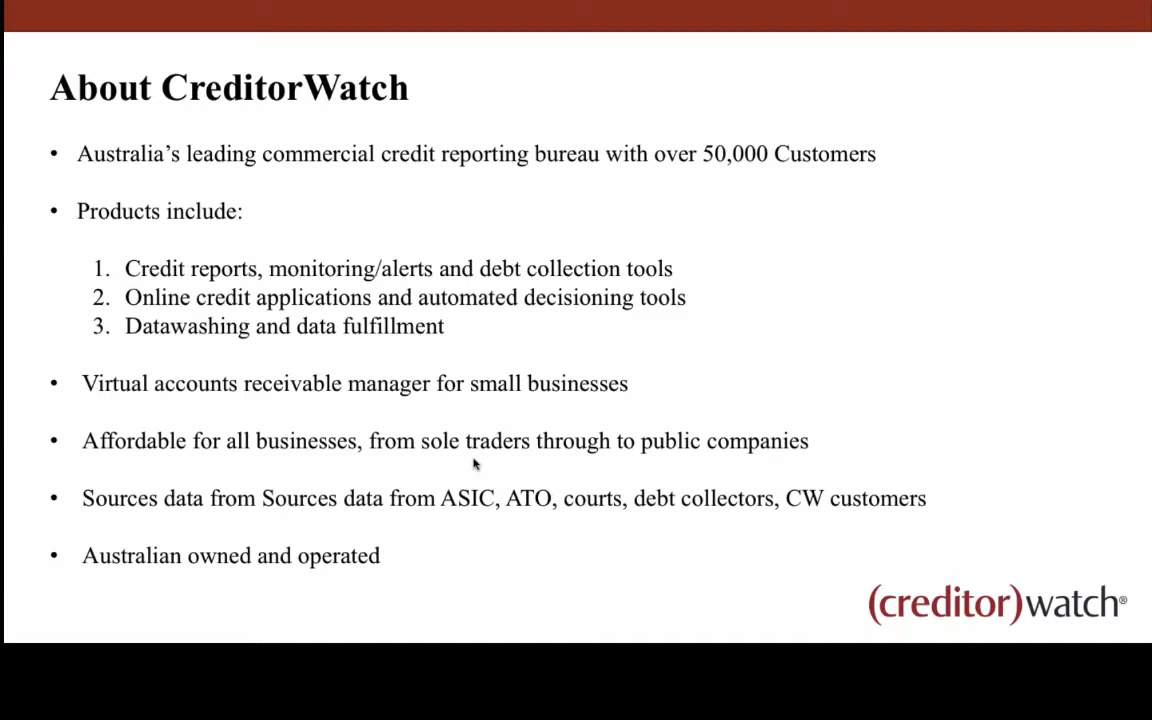 About CreditorWatch
• Australia’s leading commercial credit reporting bureau with over 50,000 Customers
• Products include:
1. Credit reports, monitoring/alerts and debt collection tools
2. Online credit applications and automated decisioning tools
3. Datawashing and data fulfillment
• Virtual accounts receivable manager for small businesses
• Affordable for all businesses, from sole traders through to public companies
• Sources data from Sources data from ASIC, ATO, courts, debt collectors, CW customers
• Australian owned and operated
(creditor)watch®